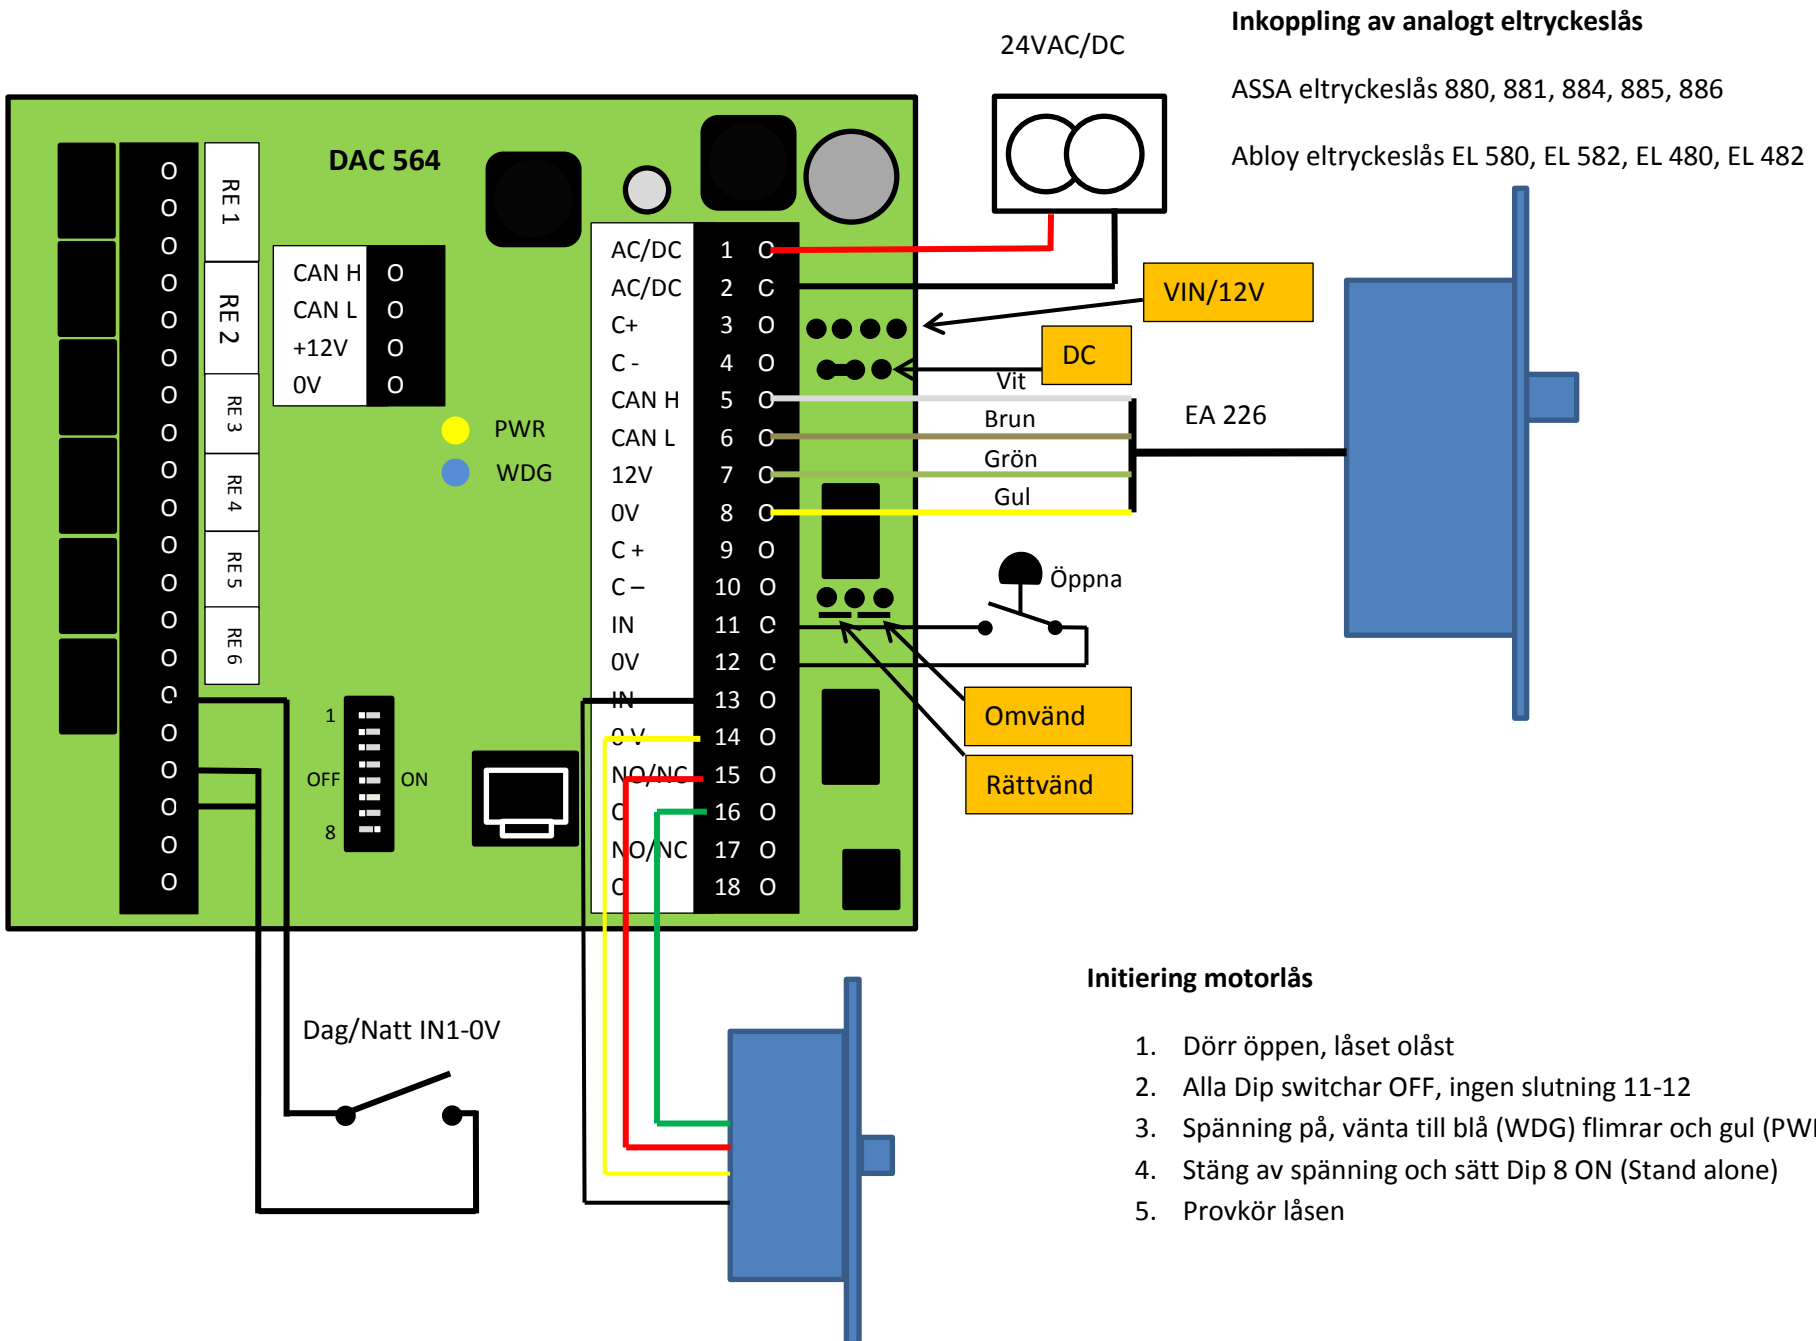 Inkoppling av analogt eltryckeslås
24VAC/DC
ASSA eltryckeslås 880, 881, 884, 885, 886
Abloy eltryckeslås EL 580, EL 582, EL 480, EL 482
DAC 564
RE 1
RE 2
RE 3
RE 4
RE 5
RE 6
CAN H O
CAN L O
+12V O
0V O
PWR
WDG
AC/DC 1 O
AC/DC 2 O
C+ 3 O
C - 4 O
CAN H 5 O
CAN L 6 O
12V 7 O
0V 8 O
C + 9 O
C – 10 O
IN 11 O
0V 12 O
IN 13 O
0 V 14 O
NO/NC 15 O
C 16 O
NO/NC 17 O
C 18 O
VIN/12V
DC
Vit
Brun
Grön
Gul
EA 226
Öppna
Omvänd
Rättvänd
1
OFF ON
8
Dag/Natt IN1-0V
Initiering motorlås
1. Dörr öppen, låset olåst
2. Alla Dip switchar OFF, ingen slutning 11-12
3. Spänning på, vänta till blå (WDG) flimrar och gul (PW
4. Stäng av spänning och sätt Dip 8 ON (Stand alone)
5. Provkör låsen